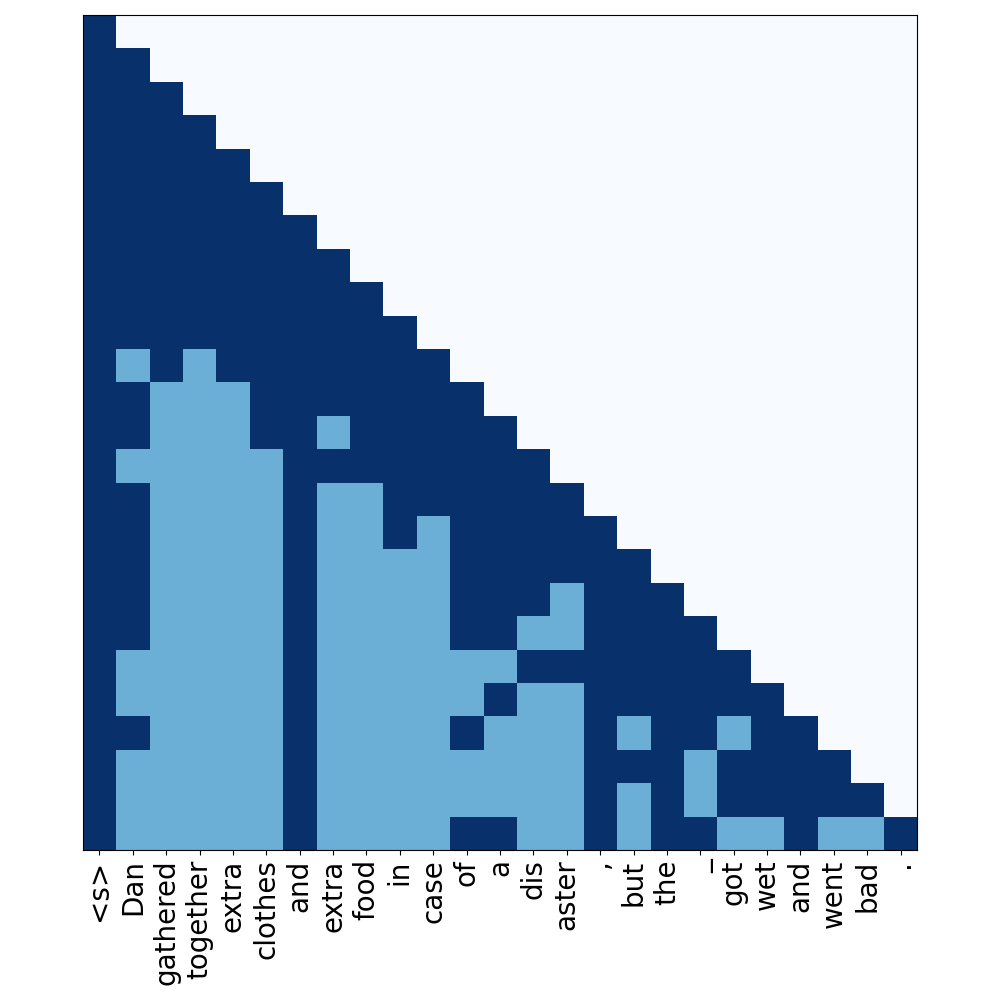 <s> Dan gathered together extra clothes and extra food in case of a dis aster , but the _ got wet and went bad .